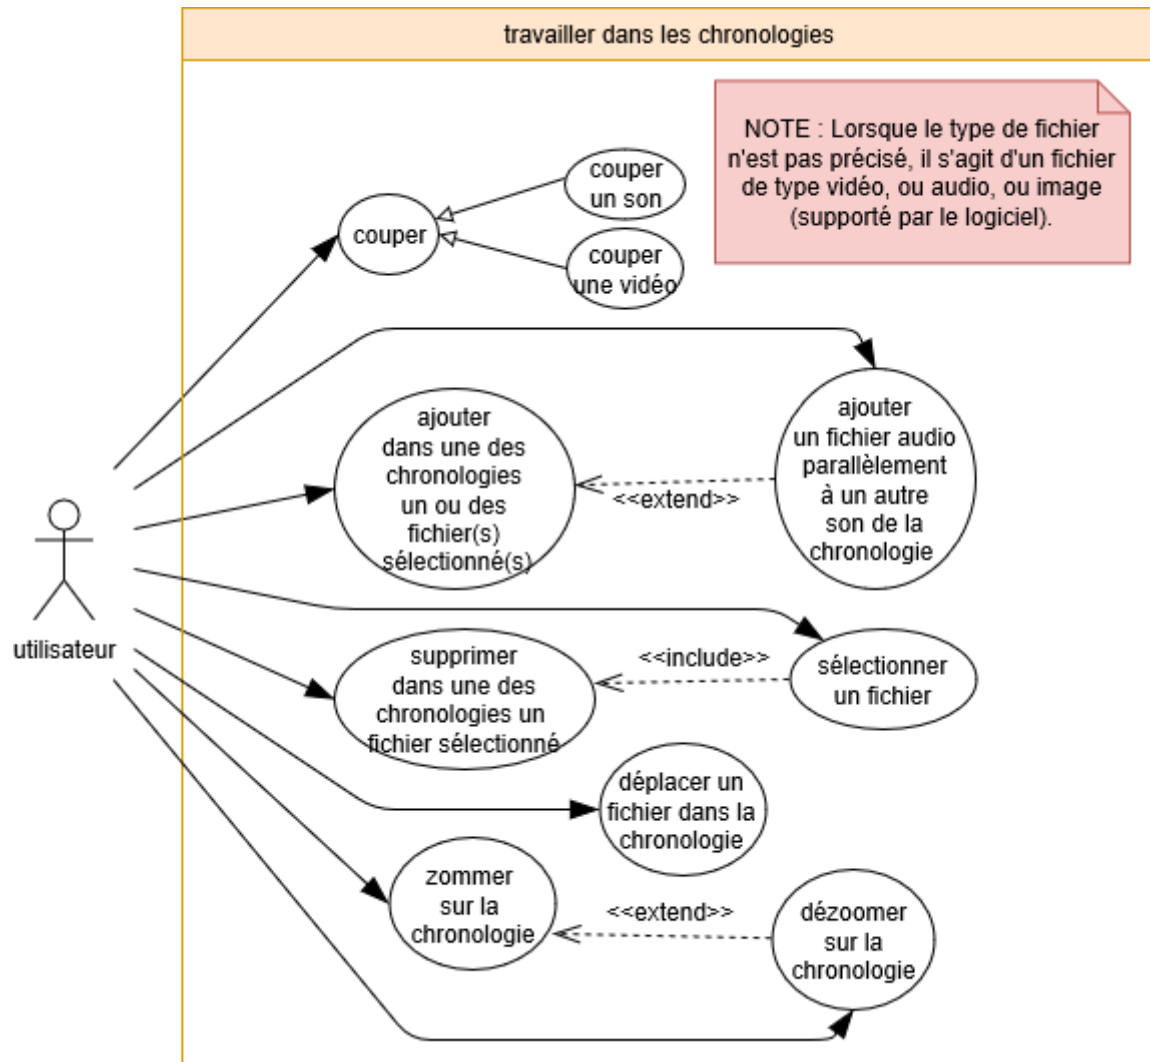 travailler dans les chronologies
NOTE : Lorsque le type de fichier
n'est pas précisé, il s'agit d'un fichier
de type vidéo, ou audio, ou image
(supporté par le logiciel).
couper
un son
couper
couper
une vidéo
ajouter
dans une des
chronologies
un ou des
fichier(s)
sélectionné(s)
<<extend>>
ajouter
un fichier audio
parallèlement
à un autre
son de la
chronologie
utilisateur
supprimer
dans une des
chronologies un
fichier sélectionné
<<include>>
sélectionner
un fichier
déplacer un
fichier dans la
chronologie
zommer
sur la
chronologie
<<extend>>
dézoomer
sur la
chronologie